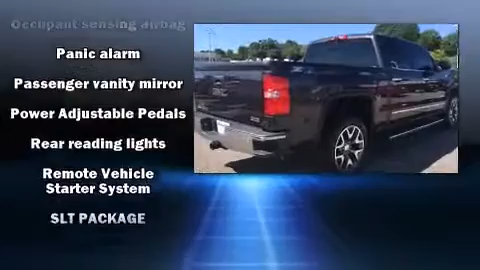 Occupant sensing airbag
Panic alarm
Passenger vanity mirror
Power Adjustable Pedals
Rear reading lights
Remote Vehicle
Starter System
SLT PACKAGE